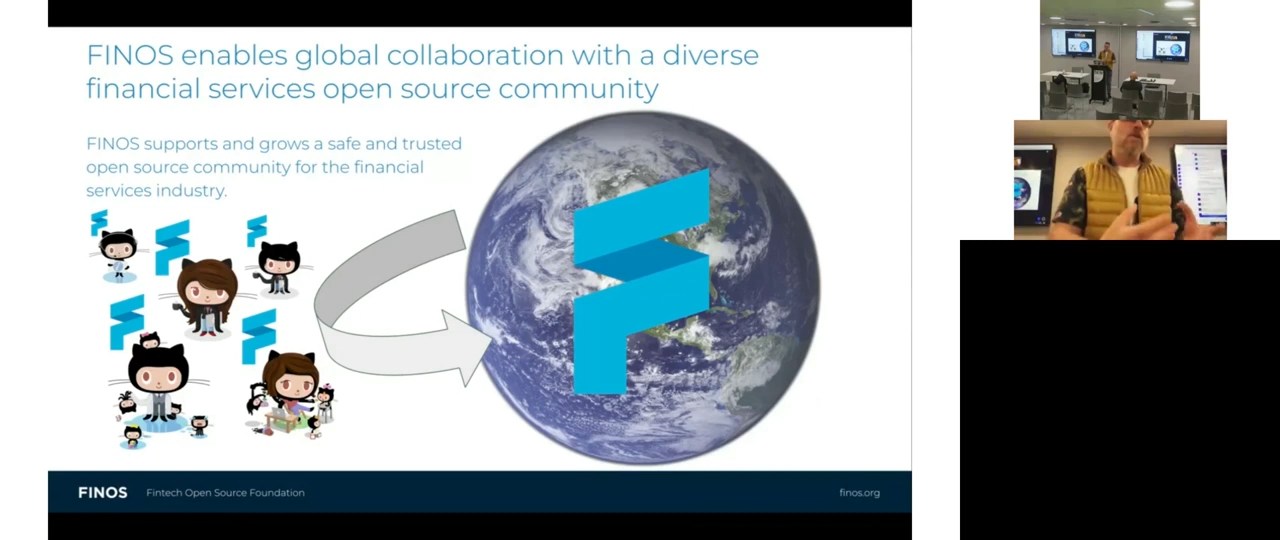 FINOS enables global collaboration with a diverse
financial services open source community
FINOS supports and grows a safe and trusted
open source community for the financial
services industry.
FINOS
Fintech Open Source Foundation
finos.org